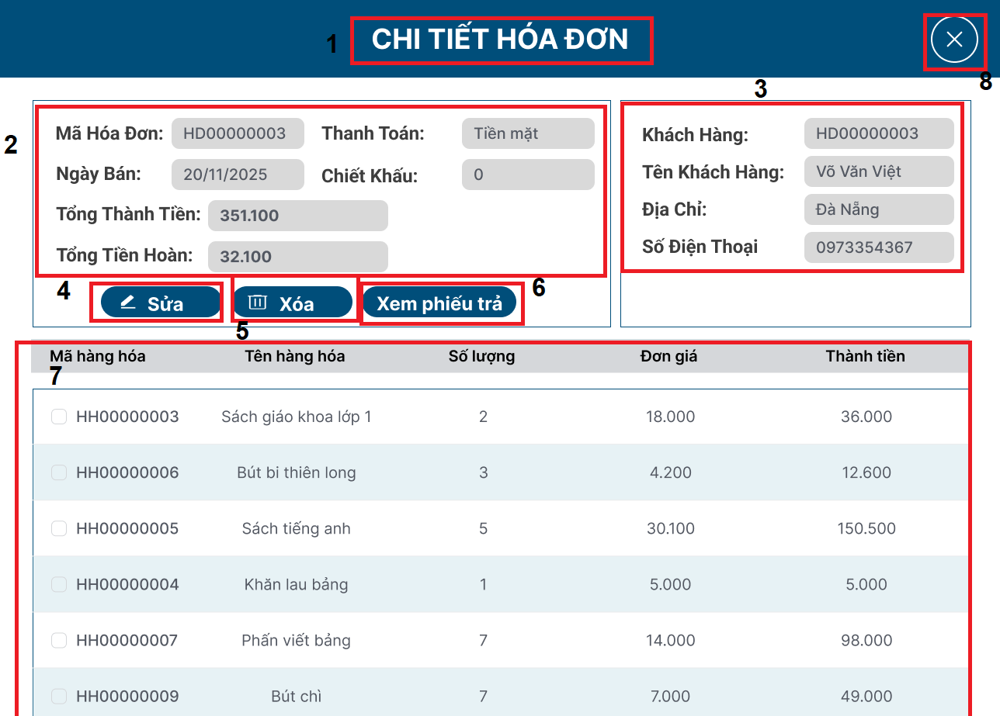 1 CHI TIẾT HÓA ĐƠN
8
3
2
Mã Hóa Đơn: HD00000003 Thanh Toán: Tiền mặt
Ngày Bán: 20/11/2025 Chiết Khấu: 0
Tổng Thành Tiền: 351.100
Tổng Tiền Hoàn: 32.100
Khách Hàng: HD00000003
Tên Khách Hàng: Võ Văn Việt
Địa Chỉ: Đà Nẵng
Số Điện Thoại 0973354367
4 Sửa Xóa Xem phiếu trả 6
5
Mã hàng hóa Tên hàng hóa Số lượng Đơn giá Thành tiền
7
HH00000003 Sách giáo khoa lớp 1 2 18.000 36.000
HH00000006 Bút bi thiên long 3 4.200 12.600
HH00000005 Sách tiếng anh 5 30.100 150.500
HH00000004 Khăn lau bảng 1 5.000 5.000
HH00000007 Phấn viết bảng 7 14.000 98.000
HH00000009 Bút chì 7 7.000 49.000